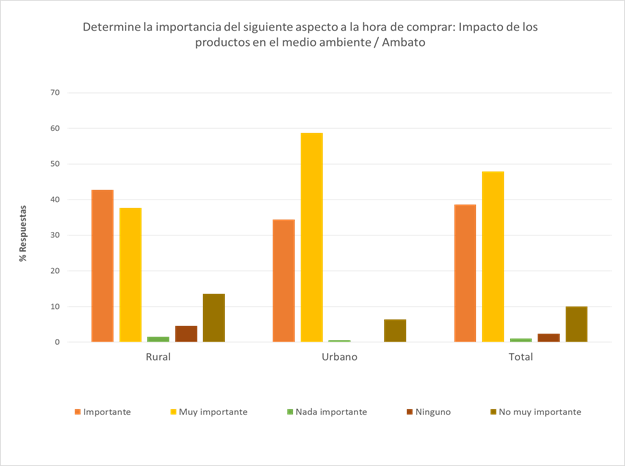 Determine la importancia del siguiente aspecto a la hora de comprar: Impacto de los
productos en el medio ambiente / Ambato
70
60
50
40
30
20
10
0
% Respuestas
Rural Urbano Total
Importante Muy importante Nada importante Ninguno No muy importante